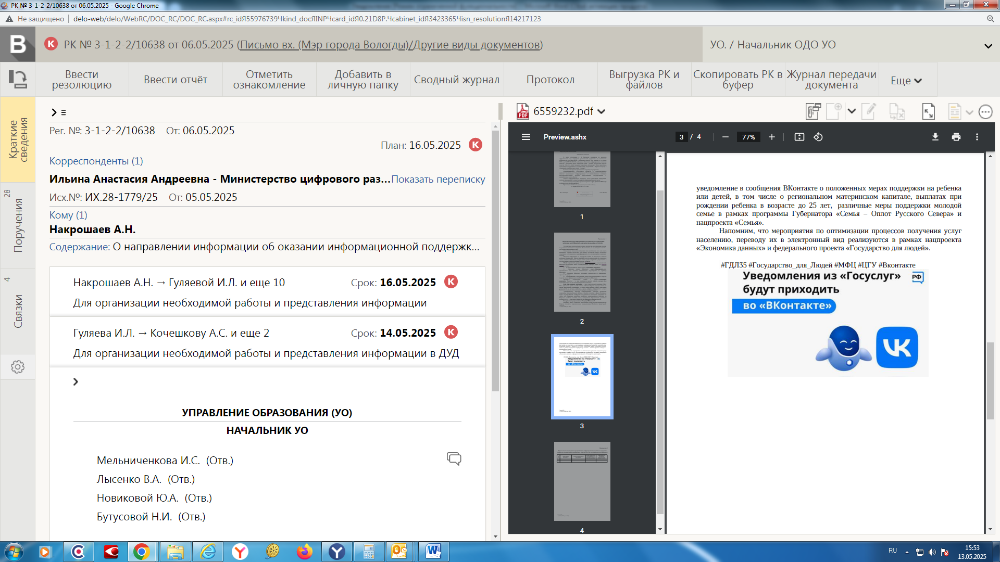 РК № 3-1-2-2/10638 от 06.05.2025 - Google Chrome
Не защищено
delo-web/delo/WebRC/DOC_RC/DOC_RC.aspx#rc_idЯ55976739Чkind_docЯINPЧcard_idЯ0.21D8P.Чcabinet_idЯ3423365Чisn_resolutionЯ14217123
В
К РК № 3-1-2-2/10638 от 06.05.2025 (Письмо вх. (Мэр города Вологды)/Другие виды документов)
УО. / Начальник ОДО УО
Ввести резолюцию
Ввести отчёт
Отметить ознакомление
Добавить в личную папку
Сводный журнал
Протокол
Выгрузка РК и файлов
Скопировать РК в буфер
Журнал передачи документа
Еще
Краткие сведения
28 Поручения
4 Связки
Рег. №: 3-1-2-2/10638 От: 06.05.2025
План: 16.05.2025 К
Корреспонденты (1)
Ильина Анастасия Андреевна - Министерство цифрового раз... Показать переписку
Исх.№: ИХ.28-1779/25 От: 05.05.2025
Кому (1)
Накрошаев А.Н.
Содержание: О направлении информации об оказании информационной поддержк...
Накрошаев А.Н. → Гуляевой И.Л. и еще 10 Срок: 16.05.2025 К
Для организации необходимой работы и представления информации
Гуляева И.Л. → Кочешкову А.С. и еще 2 Срок: 14.05.2025 К
Для организации необходимой работы и представления информации в ДУД
УПРАВЛЕНИЕ ОБРАЗОВАНИЯ (УО)
НАЧАЛЬНИК УО
Мельниченкова И.С. (Отв.)
Лысенко В.А. (Отв.)
Новиковой Ю.А. (Отв.)
Бутусовой Н.И. (Отв.)
PDF 6559232.pdf
Preview.ashx
3 / 4
77%
1
2
3
4
уведомление в сообщения ВКонтакте о положенных мерах поддержки на ребенка
или детей, в том числе о региональном материнском капитале, выплатах при
рождении ребенка в возрасте до 25 лет, различные меры поддержки молодой
семье в рамках программы Губернатора «Семья – Оплот Русского Севера» и
нацпроекта «Семья».
Напомним, что мероприятия по оптимизации процессов получения услуг
населению, переводу их в электронный вид реализуются в рамках нацпроекта
«Экономика данных» и федерального проекта «Государство для людей».
#ГДЛ35 #Государство_для_Людей #МФЦ #ЦГУ #Вконтакте
Уведомления из «Госуслуг»
будут приходить
во «ВКонтакте»
РФ
RU
15:53
13.05.2025